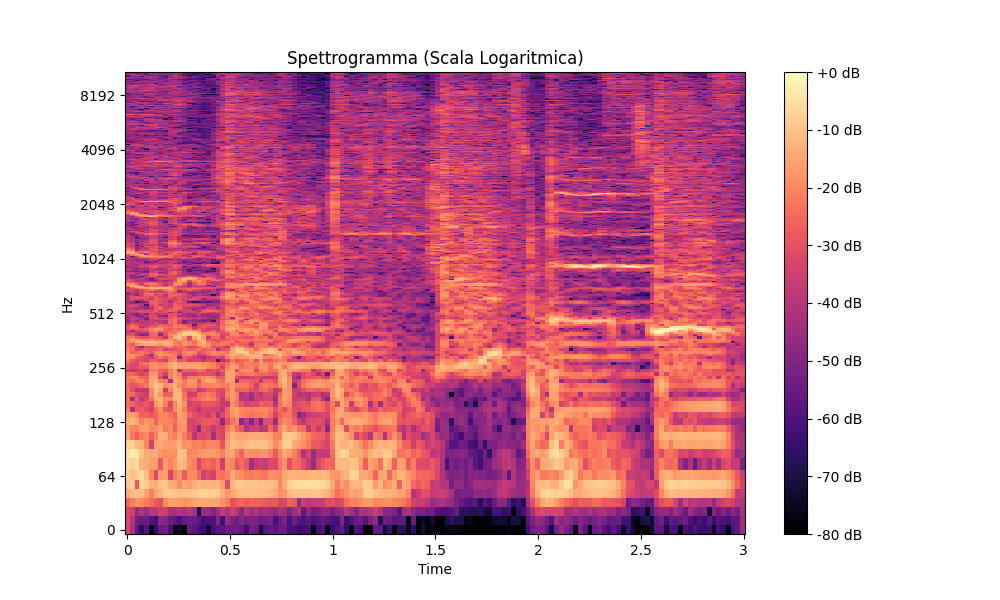 Spettrogramma (Scala Logaritmica)
Hz
8192
4096
2048
1024
512
256
128
64
0
0
0.5
1
1.5
2
2.5
3
Time
+0 dB
-10 dB
-20 dB
-30 dB
-40 dB
-50 dB
-60 dB
-70 dB
-80 dB